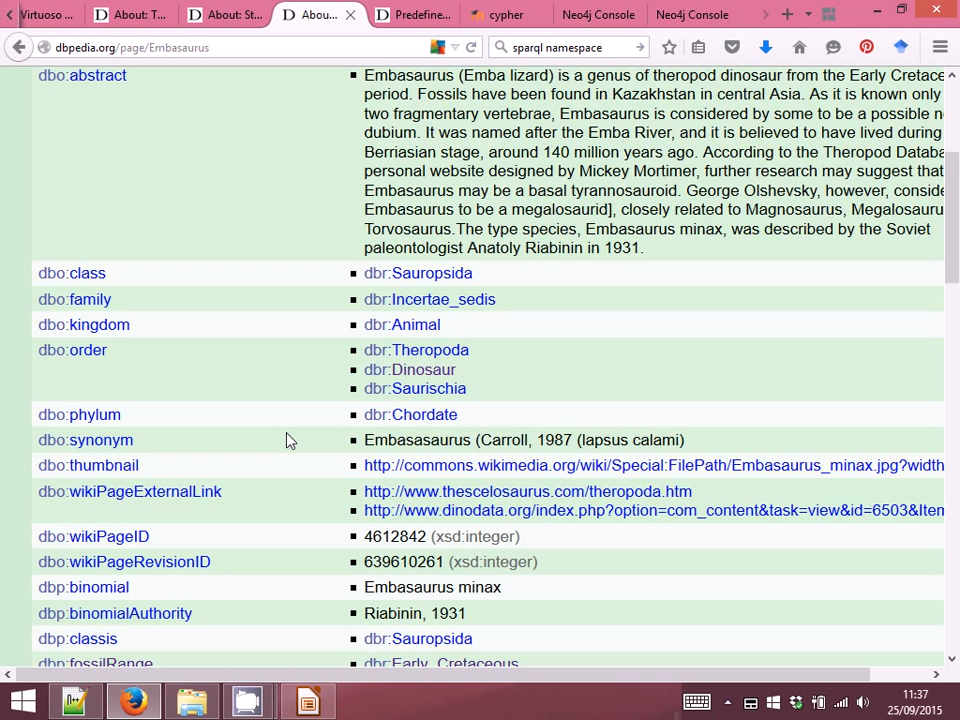 Virtuoso ...
About: T...
About: St...
Abou...
Predefine...
cypher
Neo4j Console
Neo4j Console
dbpedia.org/page/Embasaurus
sparql namespace
dbo:abstract
Embasaurus (Emba lizard) is a genus of theropod dinosaur from the Early Cretace
period. Fossils have been found in Kazakhstan in central Asia. As it is known only
two fragmentary vertebrae, Embasaurus is considered by some to be a possible n
dubium. It was named after the Emba River, and it is believed to have lived during
Berriasian stage, around 140 million years ago. According to the Theropod Databa
personal website designed by Mickey Mortimer, further research may suggest that
Embasaurus may be a basal tyrannosauroid. George Olshevsky, however, conside
Embasaurus to be a megalosaurid], closely related to Magnosaurus, Megalosauru
Torvosaurus.The type species, Embasaurus minax, was described by the Soviet
paleontologist Anatoly Riabinin in 1931.
dbo:class
dbr:Sauropsida
dbo:family
dbr:Incertae_sedis
dbo:kingdom
dbr:Animal
dbo:order
dbr:Theropoda
dbr:Dinosaur
dbr:Saurischia
dbo:phylum
dbr:Chordate
dbo:synonym
Embasasaurus (Carroll, 1987 (lapsus calami)
dbo:thumbnail
http://commons.wikimedia.org/wiki/Special:FilePath/Embasaurus_minax.jpg?width
dbo:wikiPageExternalLink
http://www.thescelosaurus.com/theropoda.htm
http://www.dinodata.org/index.php?option=com_content&task=view&id=6503&Item
dbo:wikiPageID
4612842 (xsd:integer)
dbo:wikiPageRevisionID
639610261 (xsd:integer)
dbp:binomial
Embasaurus minax
dbp:binomialAuthority
Riabinin, 1931
dbp:classis
dbr:Sauropsida
dbp:fossilRange
dbr:Early_Cretaceous
11:37
25/09/2015